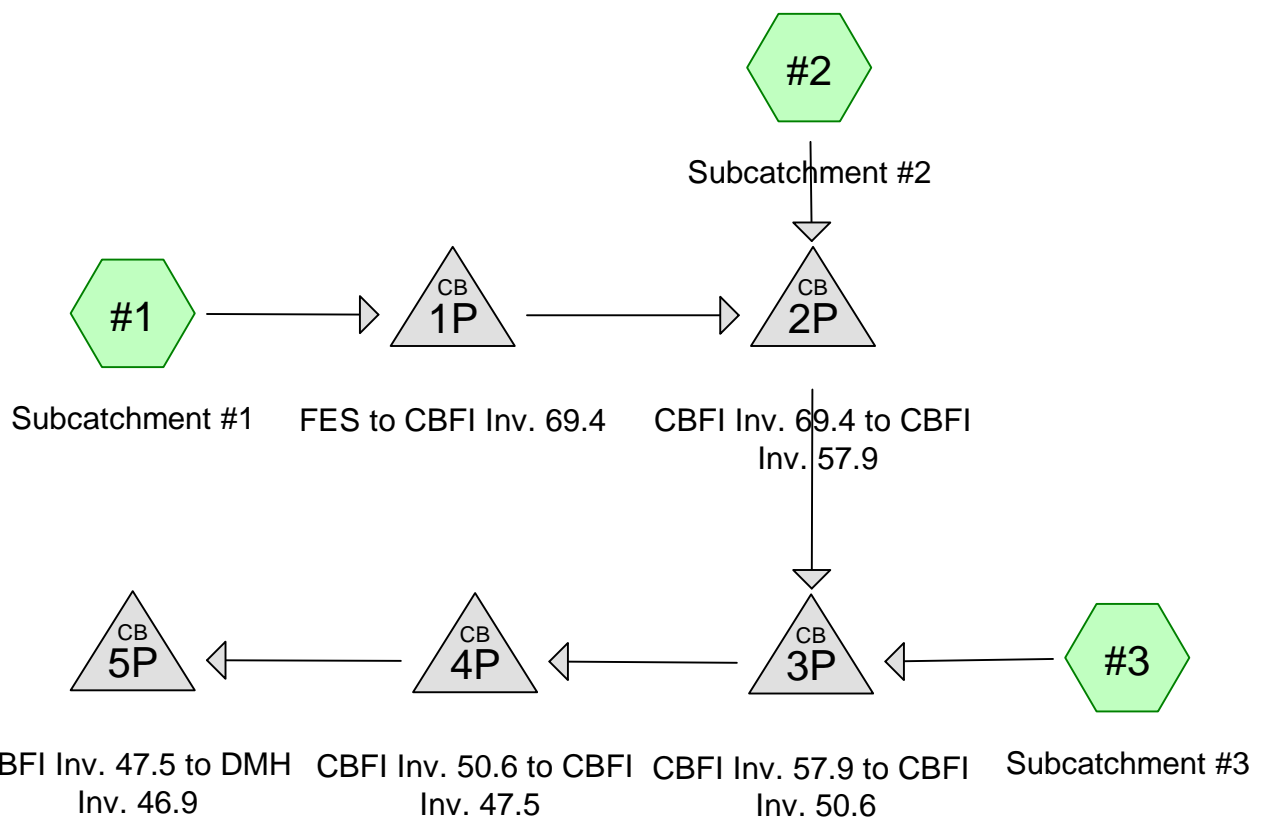 #2
Subcatchment #2
#1
CB
1P
CB
2P
Subcatchment #1
FES to CBFI Inv. 69.4
CBFI Inv. 69.4 to CBFI
Inv. 57.9
CB
5P
CB
4P
CB
3P
#3
BFI Inv. 47.5 to DMH
Inv. 46.9
CBFI Inv. 50.6 to CBFI
Inv. 47.5
CBFI Inv. 57.9 to CBFI
Inv. 50.6
Subcatchment #3